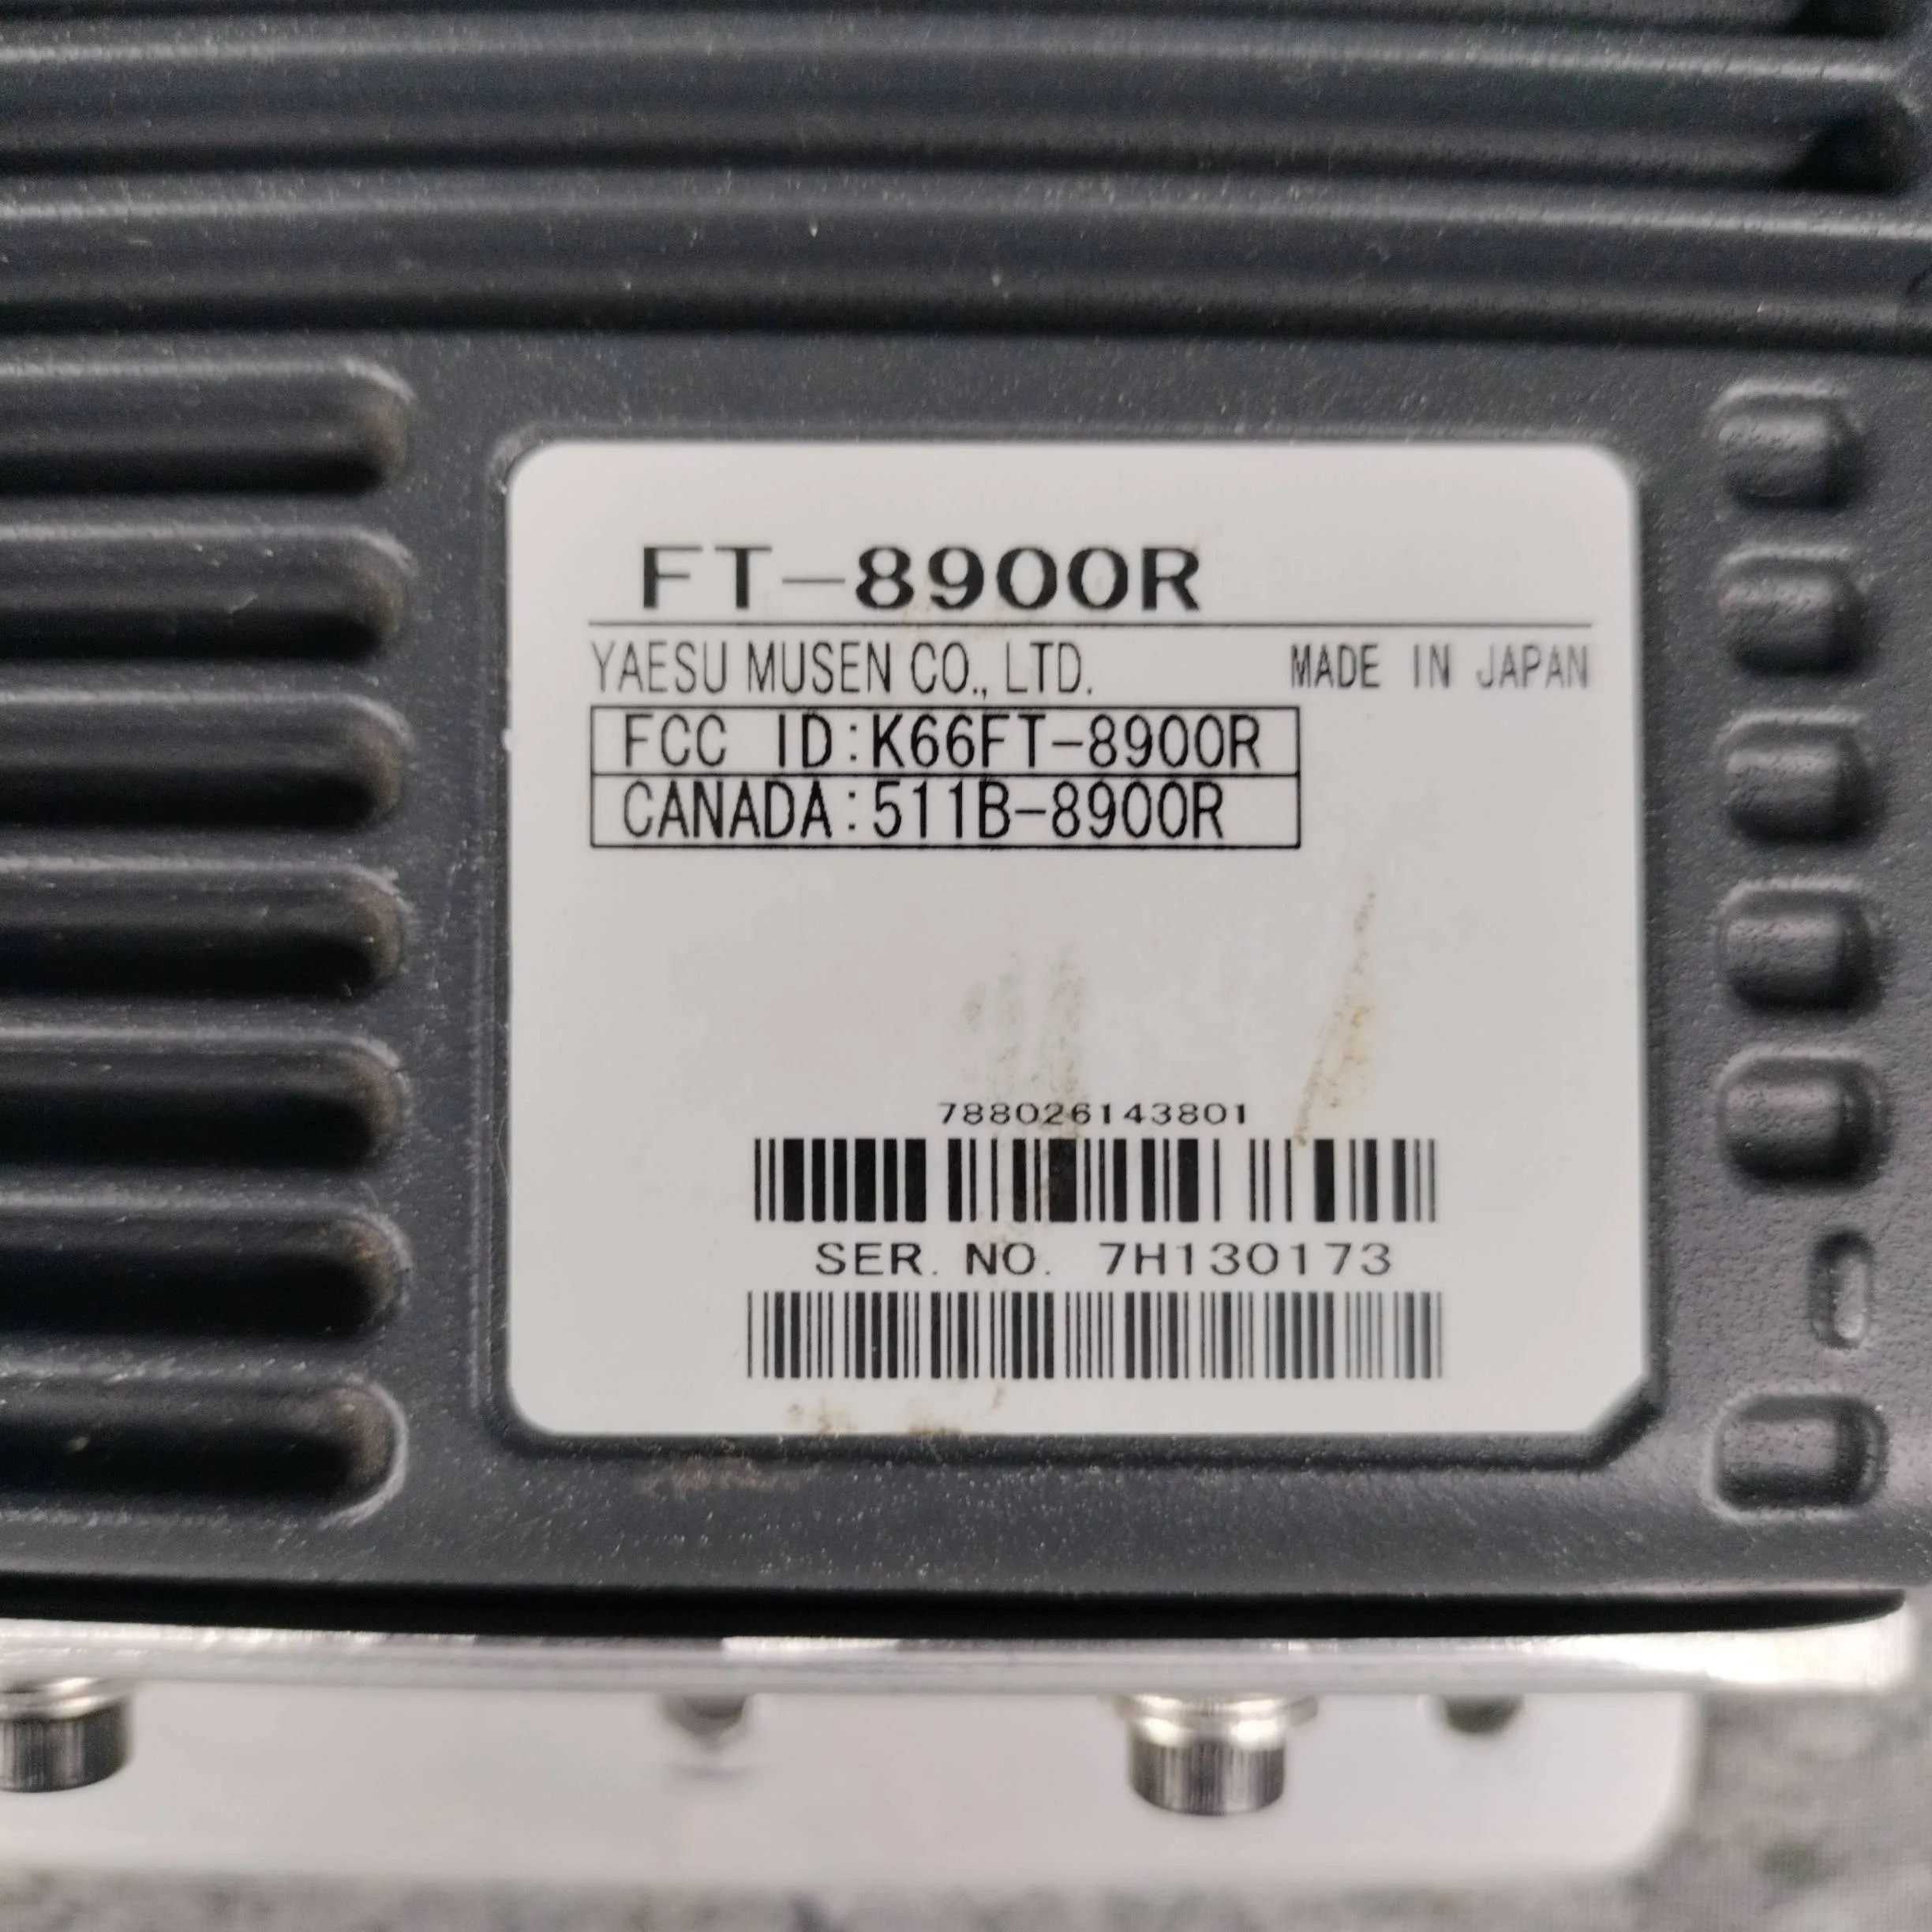 FT-8900R
YAESU MUSEN CO., LTD. MADE IN JAPAN
FCC ID:K66FT-8900R
CANADA:511B-8900R
788026143801
SER. NO. 7H130173